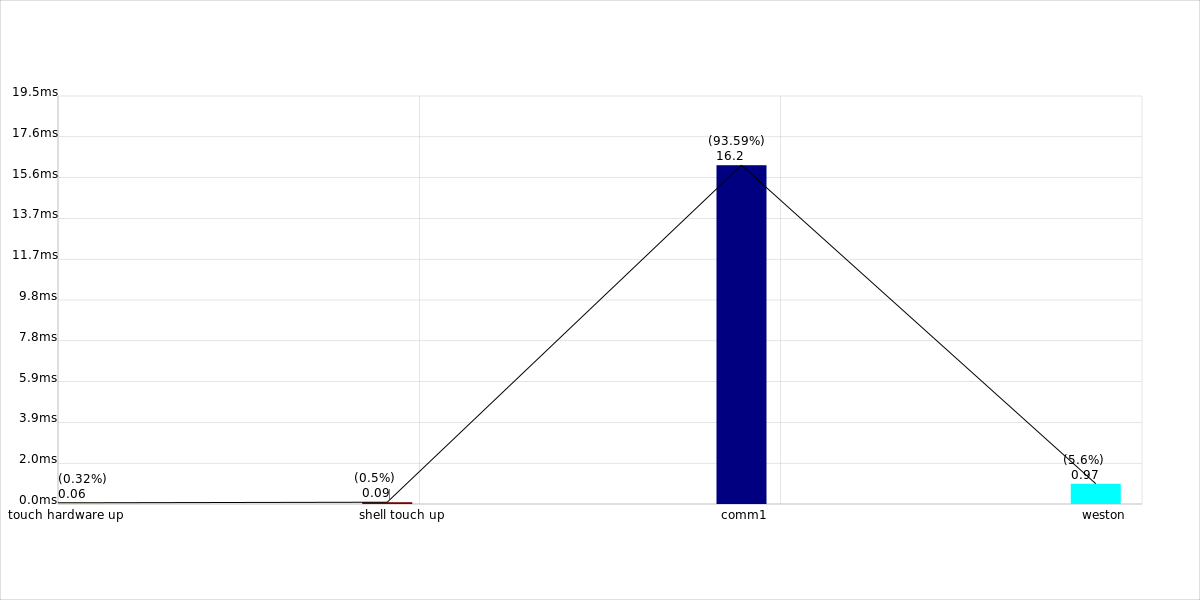 19.5ms
17.6ms
15.6ms
13.7ms
11.7ms
9.8ms
7.8ms
5.9ms
3.9ms
2.0ms
0.0ms
(0.32%)
0.06
(0.5%)
0.09
(93.59%)
16.2
(5.6%)
0.97
touch hardware up
shell touch up
comm1
weston